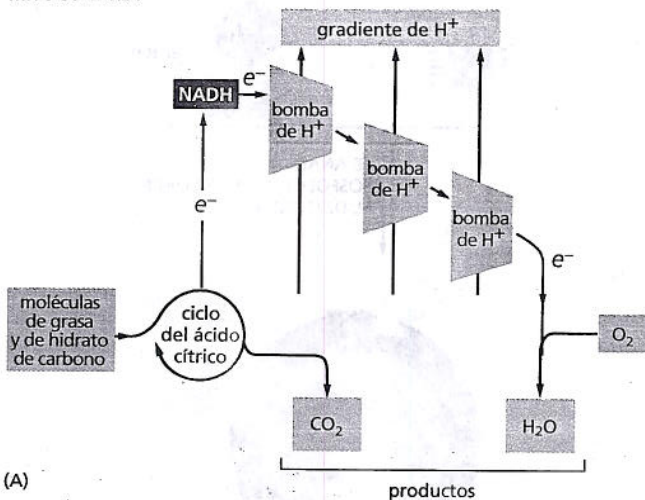 gradiente de H⁺
e⁻
NADH
bomba
de H⁺
bomba
de H⁺
bomba
de H⁺
e⁻
e⁻
moléculas
de grasa
y de hidrato
de carbono
ciclo
del ácido
cítrico
O₂
CO₂
H₂O
(A)
productos